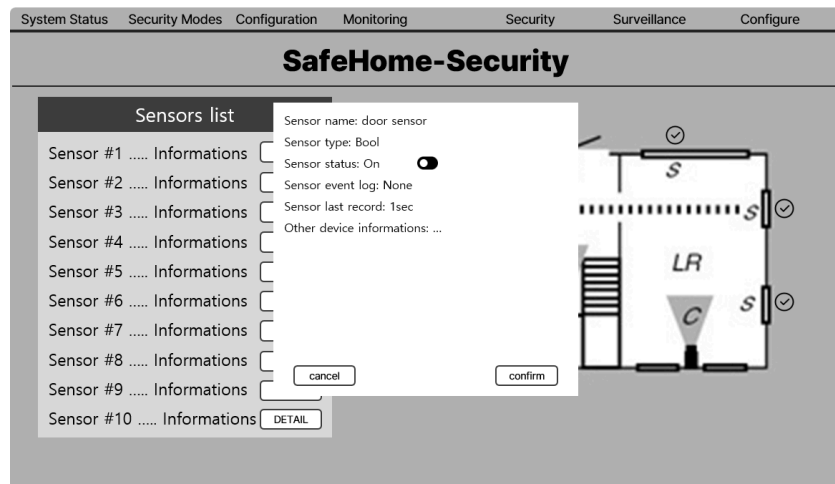 System Status Security Modes Configuration Monitoring Security Surveillance Configure
SafeHome-Security
Sensors list
Sensor #1 ..... Informations
Sensor #2 ..... Informations
Sensor #3 ..... Informations
Sensor #4 ..... Informations
Sensor #5 ..... Informations
Sensor #6 ..... Informations
Sensor #7 ..... Informations
Sensor #8 ..... Informations
Sensor #9 ..... Informations
Sensor #10 ..... Informations DETAIL
Sensor name: door sensor
Sensor type: Bool
Sensor status: On
Sensor event log: None
Sensor last record: 1sec
Other device informations: ...
cancel confirm
S
S
LR
S
C